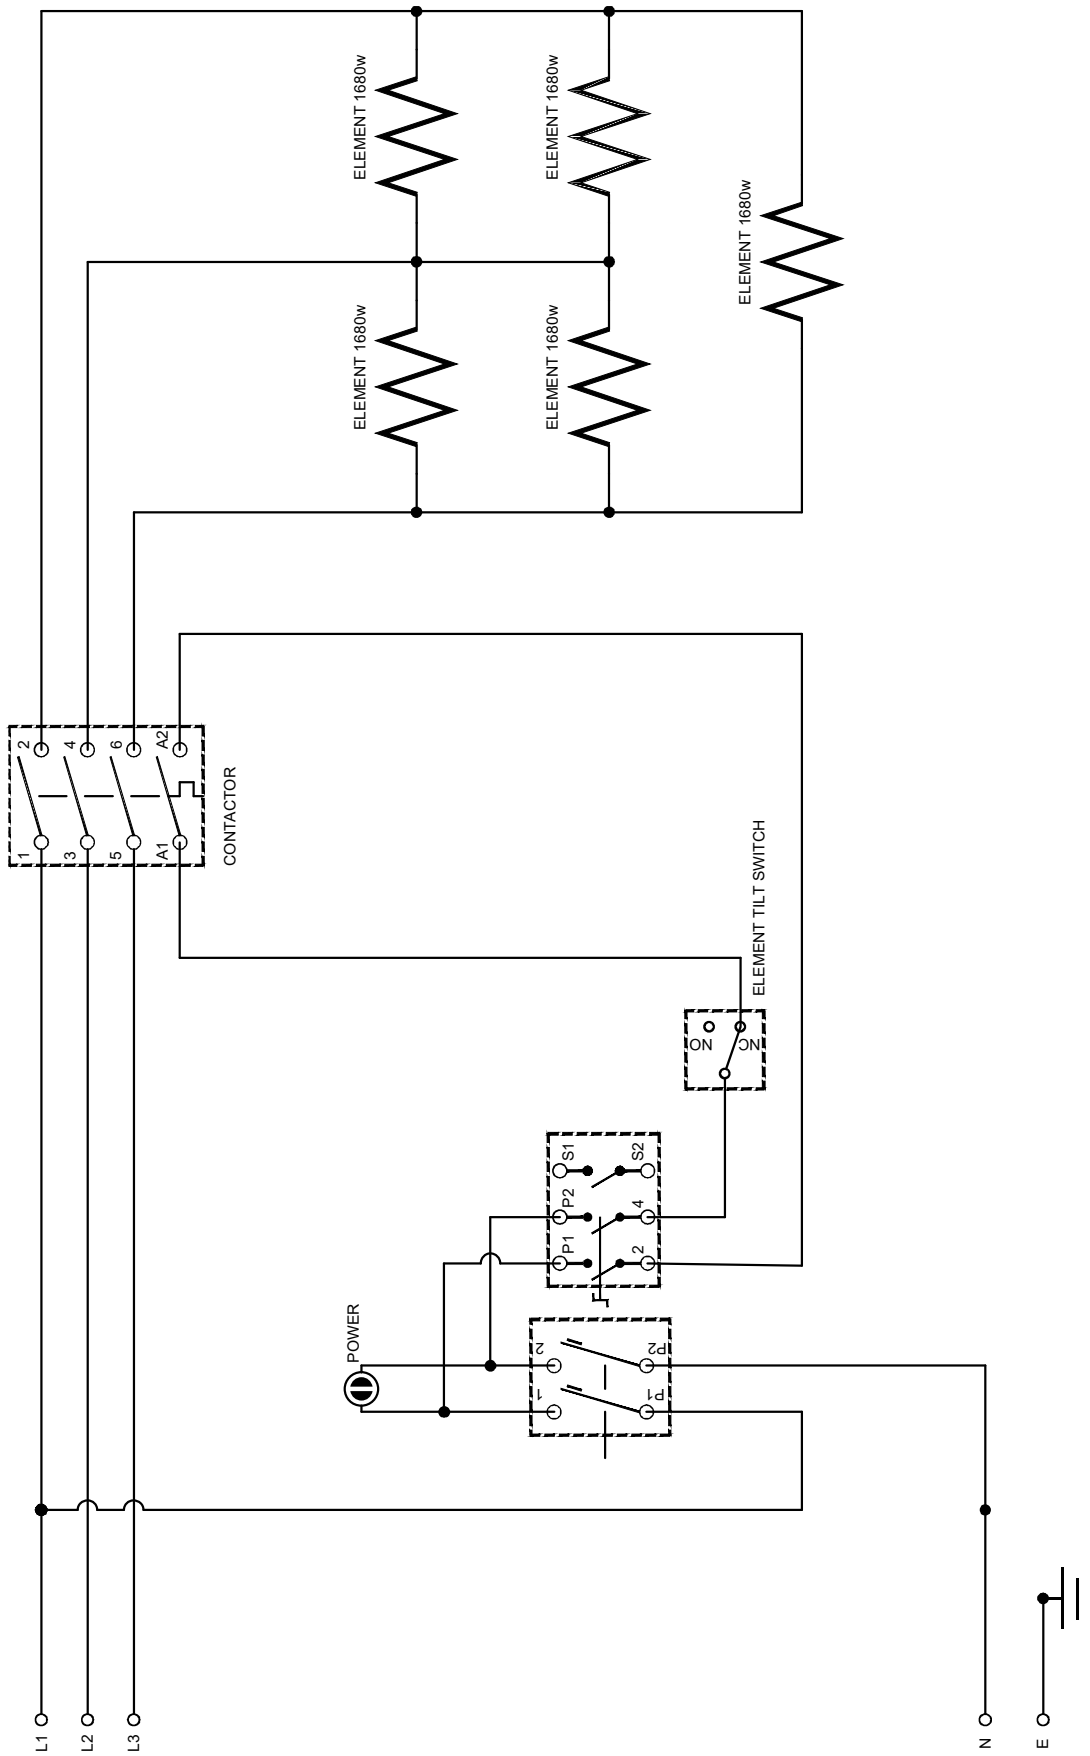 ELEMENT 1680w
ELEMENT 1680w
ELEMENT 1680w
ELEMENT 1680w
ELEMENT 1680w
2
4
6
A2
1
3
5
A1
CONTACTOR
ELEMENT TILT SWITCH
NO
NC
S1
S2
P2
4
P1
2
POWER
2
P2
1
P1
L1
L2
L3
N
E